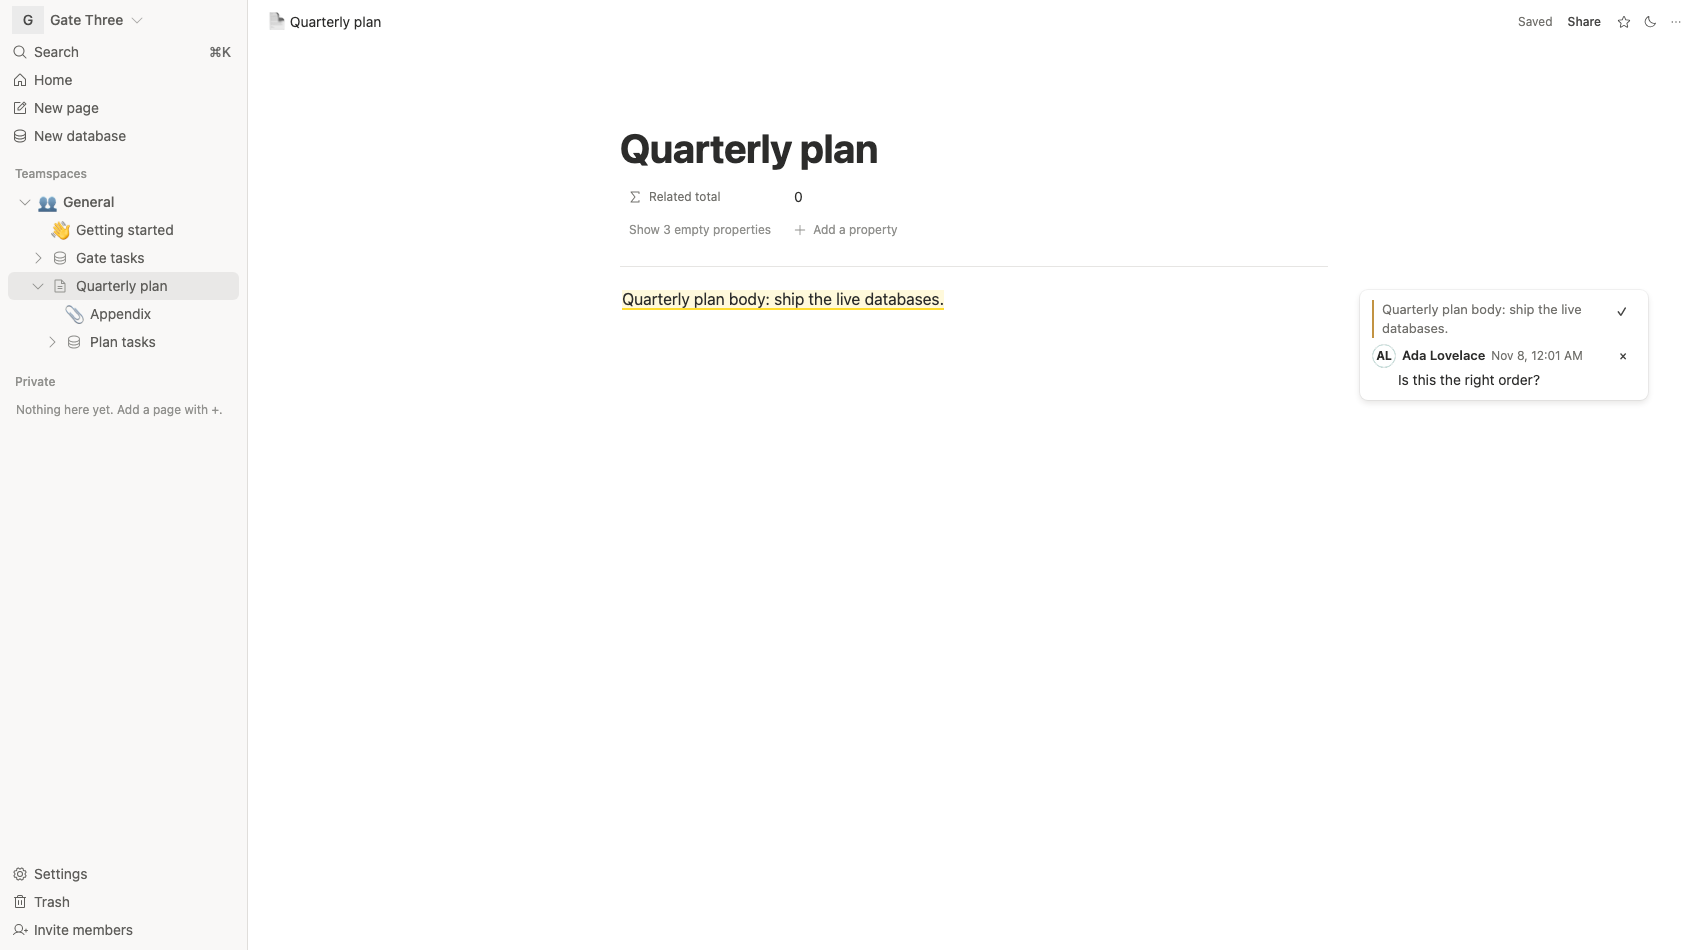 G Gate Three
Search ⌘K
Home
New page
New database
Teamspaces
General
Getting started
Gate tasks
Quarterly plan
Appendix
Plan tasks
Private
Nothing here yet. Add a page with +.
Settings
Trash
Invite members
Quarterly plan
Saved Share
Quarterly plan
Related total 0
Show 3 empty properties + Add a property
Quarterly plan body: ship the live databases.
Quarterly plan body: ship the live
databases.
AL Ada Lovelace Nov 8, 12:01 AM
Is this the right order?